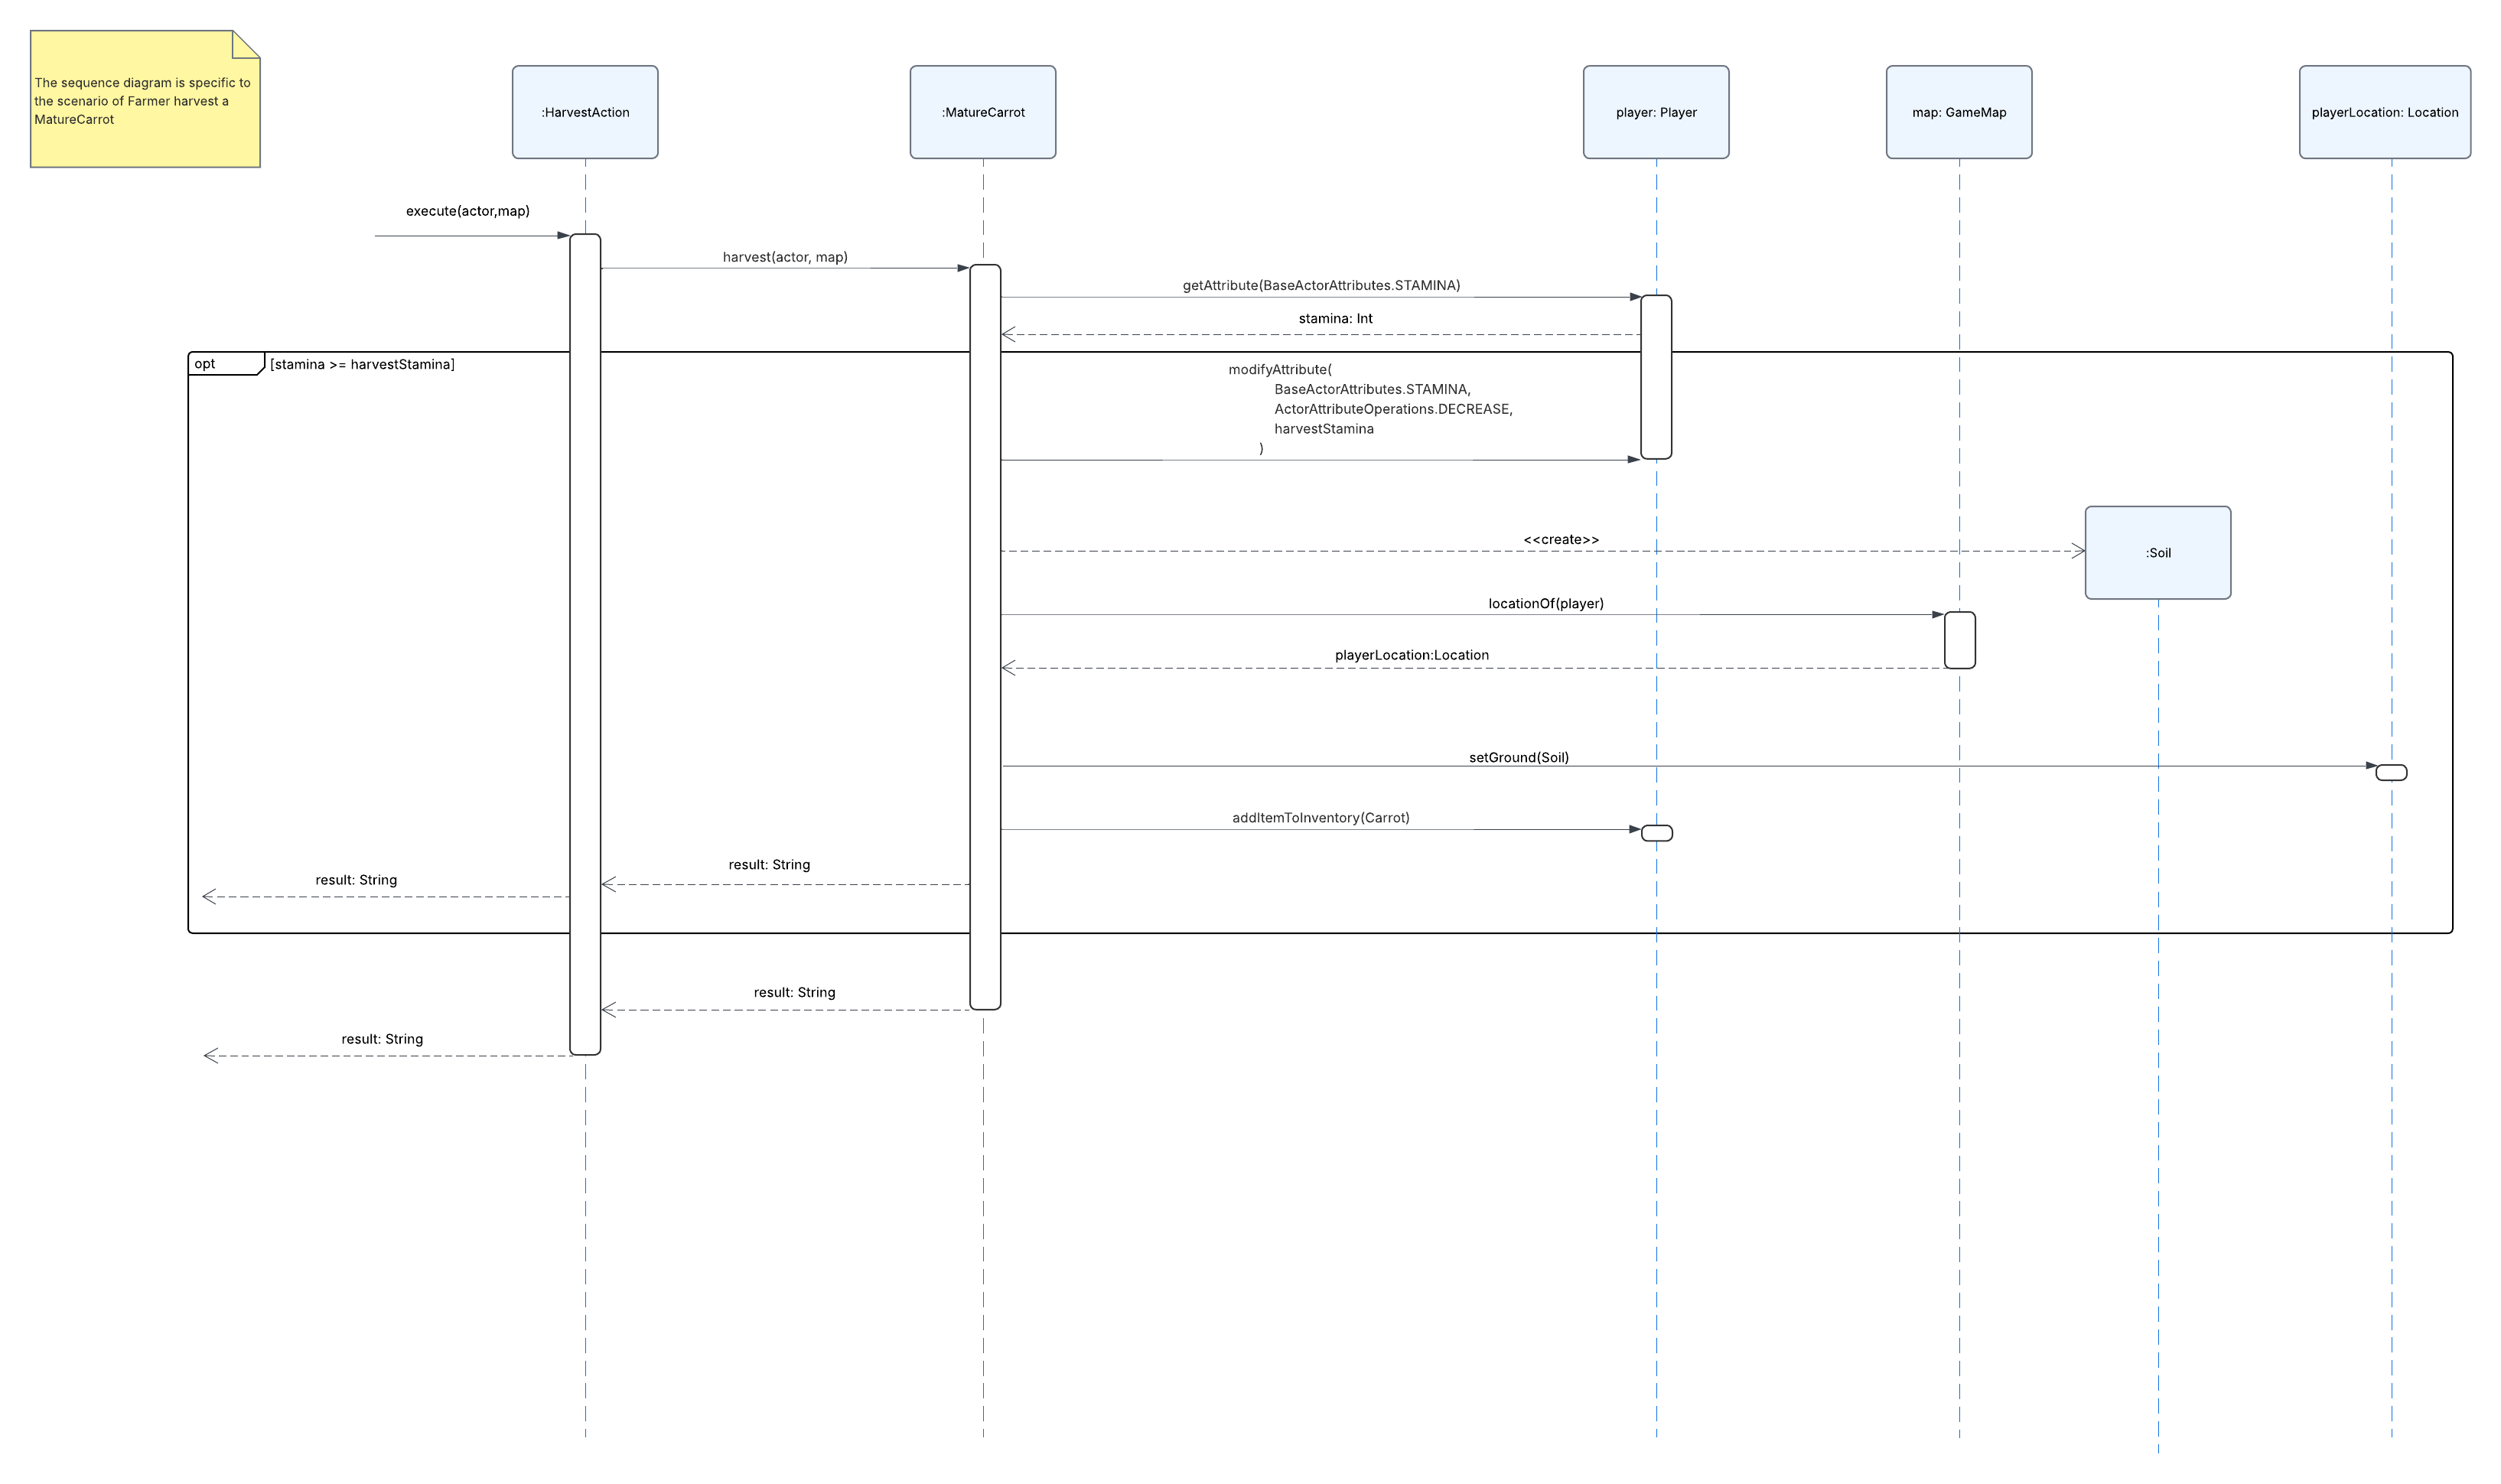 The sequence diagram is specific to
the scenario of Farmer harvest a
MatureCarrot
:HarvestAction
:MatureCarrot
player: Player
map: GameMap
playerLocation: Location
execute(actor,map)
harvest(actor, map)
getAttribute(BaseActorAttributes.STAMINA)
stamina: Int
opt
[stamina >= harvestStamina]
modifyAttribute(
BaseActorAttributes.STAMINA,
ActorAttributeOperations.DECREASE,
harvestStamina
)
<<create>>
:Soil
locationOf(player)
playerLocation:Location
setGround(Soil)
addItemToInventory(Carrot)
result: String
result: String
result: String
result: String